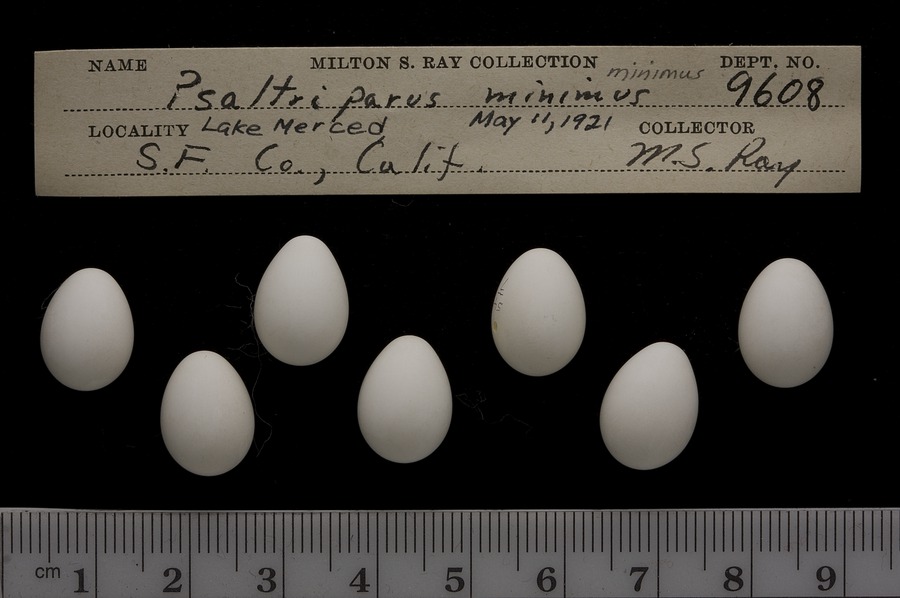 NAME MILTON S. RAY COLLECTION minimus DEPT. NO.
Psaltriparus minimus 9608
LOCALITY Lake Merced May 11, 1921 COLLECTOR
S.F. Co., Calif. M.S. Ray
cm 1 2 3 4 5 6 7 8 9